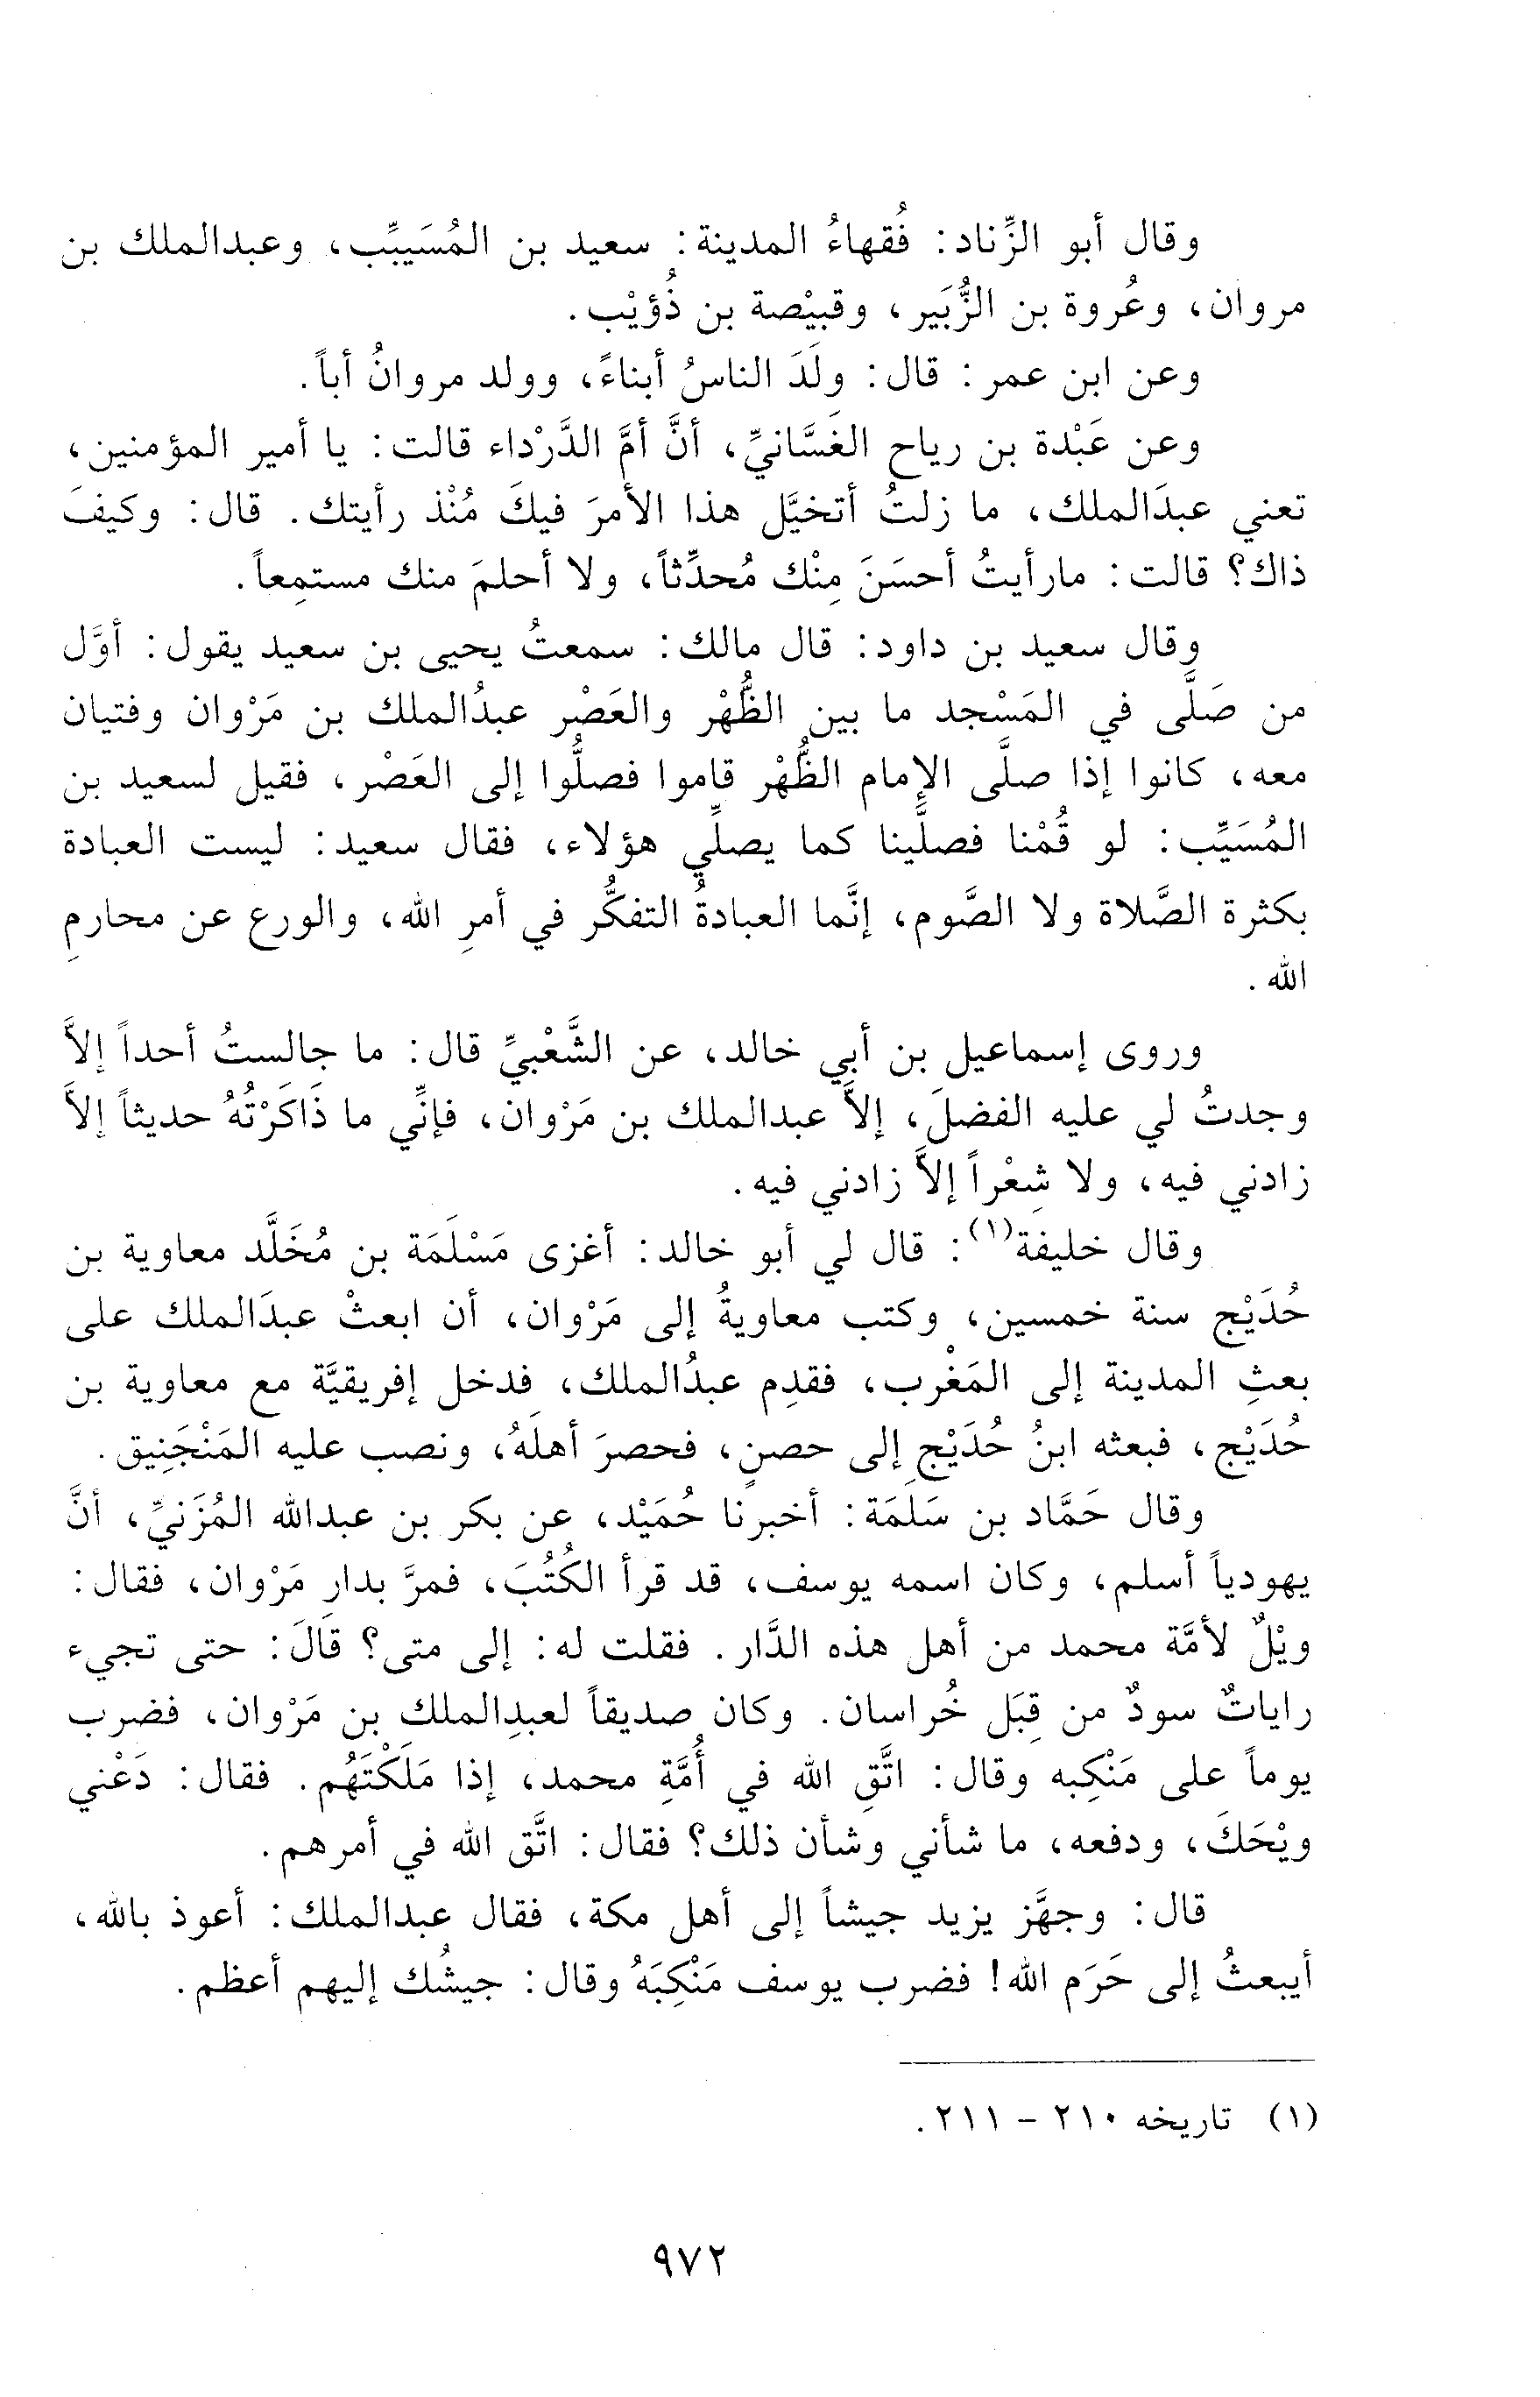 وقال أبو الزِّناد: فُقهاءُ المدينة: سعيد بن المُسَيِّب، وعبدالملك بن
مروان، وعُروة بن الزُّبَير، وقبيْصة بن ذُؤيْب.
وعن ابن عمر: قال: ولَدَ الناسُ أبناءً، وولد مروانُ أباً.
وعن عَبْدة بن رياح الغَسَّانيِّ، أنَّ أمَّ الدَّرْداء قالت: يا أمير المؤمنين،
تعني عبدَالملك، ما زلتُ أتخيَّل هذا الأمرَ فيكَ مُنْذ رأيتك. قال: وكيفَ
ذاك؟ قالت: مارأيتُ أحسَنَ مِنْك مُحدِّثاً، ولا أحلمَ منك مستمِعاً.
وقال سعيد بن داود: قال مالك: سمعتُ يحيى بن سعيد يقول: أوَّل
من صَلَّى في المَسْجد ما بين الظُّهْر والعَصْر عبدُالملك بن مَرْوان وفتيان
معه، كانوا إذا صلَّى الإمام الظُّهْر قاموا فصلُّوا إلى العَصْر، فقيل لسعيد بن
المُسَيِّب: لو قُمْنا فصلَّينا كما يصلِّي هؤلاء، فقال سعيد: ليست العبادة
بكثرة الصَّلاة ولا الصَّوم، إنَّما العبادةُ التفكُّر في أمرِ الله، والورع عن محارمِ
الله.
وروى إسماعيل بن أبي خالد، عن الشَّعْبيِّ قال: ما جالستُ أحداً إلاَّ
وجدتُ لي عليه الفضلَ، إلاَّ عبدالملك بن مَرْوان، فإنِّي ما ذَاكَرْتُهُ حديثاً إلاَّ
زادني فيه، ولا شِعْراً إلاَّ زادني فيه.
وقال خليفة(١): قال لي أبو خالد: أغزى مَسْلَمَة بن مُخَلَّد معاوية بن
حُدَيْج سنة خمسين، وكتب معاويةُ إلى مَرْوان، أن ابعثْ عبدَالملك على
بعثِ المدينة إلى المَغْرب، فقدِم عبدُالملك، فدخل إفريقيَّة مع معاوية بن
حُدَيْج، فبعثه ابنُ حُدَيْجٍ إلى حصنٍ، فحصرَ أهلَهُ، ونصب عليه المَنْجَنِيق.
وقال حَمَّاد بن سَلَمَة: أخبرنا حُمَيْد، عن بكر بن عبدالله المُزَنيِّ، أنَّ
يهودياً أسلم، وكان اسمه يوسف، قد قرأ الكُتُبَ، فمرَّ بدار مَرْوان، فقال:
ويْلٌ لأمَّة محمد من أهل هذه الدَّار. فقلت له: إلى متى؟ قَالَ: حتى تجيء
راياتٌ سودٌ من قِبَل خُراسان. وكان صديقاً لعبدِالملك بن مَرْوان، فضرب
يوماً على مَنْكِبه وقال: اتَّقِ الله في أُمَّةِ محمد، إذا مَلَكْتَهُم. فقال: دَعْني
ويْحَكَ، ودفعه، ما شأني وشأن ذلك؟ فقال: اتَّق الله في أمرهم.
قال: وجهَّز يزيد جيشاً إلى أهل مكة، فقال عبدالملك: أعوذ بالله،
أيبعثُ إلى حَرَم الله! فضرب يوسف مَنْكِبَهُ وقال: جيشُك إليهم أعظم.
(١) تاريخه ٢١٠ - ٢١١.
٩٧٢